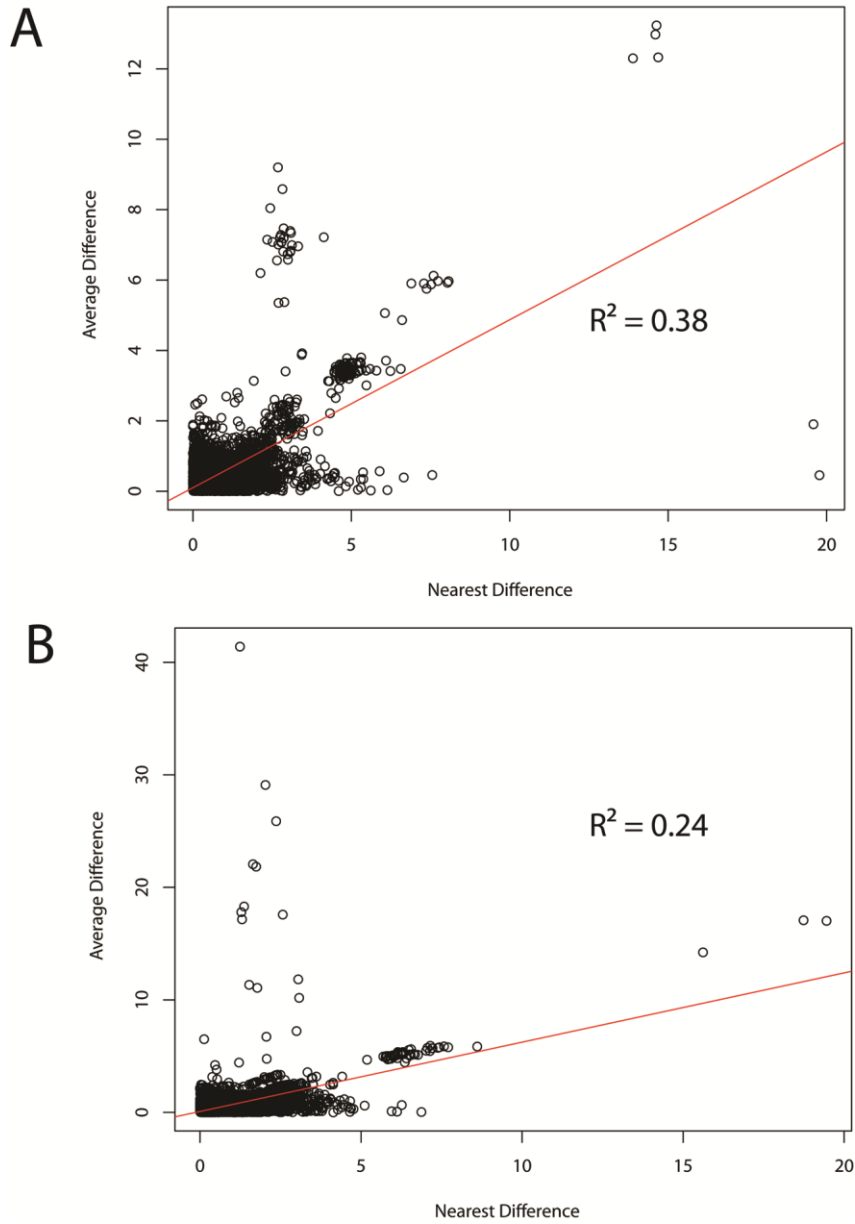 A
Average Difference
12
10
8
6
4
2
0
R² = 0.38
0 5 10 15 20
Nearest Difference
B
Average Difference
40
30
20
10
0
R² = 0.24
0 5 10 15 20
Nearest Difference